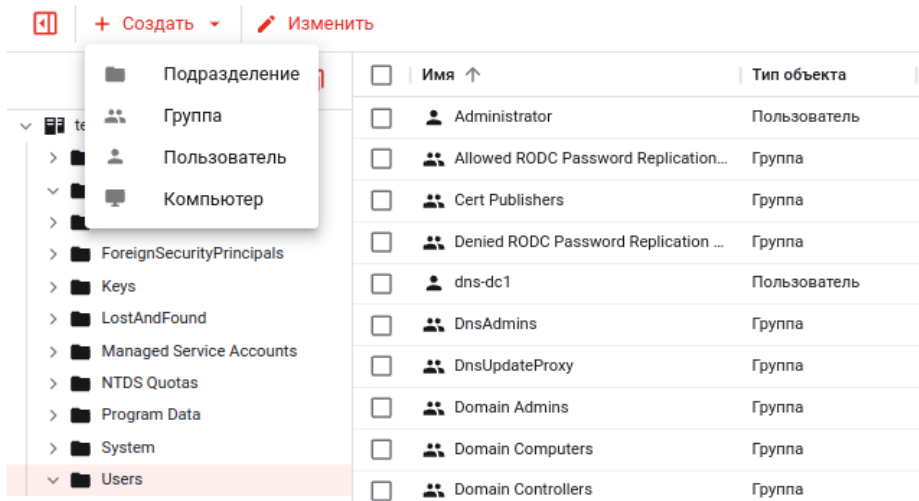 Создать
Изменить
Подразделение
Группа
Пользователь
Компьютер
ForeignSecurityPrincipals
Keys
LostAndFound
Managed Service Accounts
NTDS Quotas
Program Data
System
Users
Имя Тип объекта
Administrator Пользователь
Allowed RODC Password Replication... Группа
Cert Publishers Группа
Denied RODC Password Replication ... Группа
dns-dc1 Пользователь
DnsAdmins Группа
DnsUpdateProxy Группа
Domain Admins Группа
Domain Computers Группа
Domain Controllers Группа